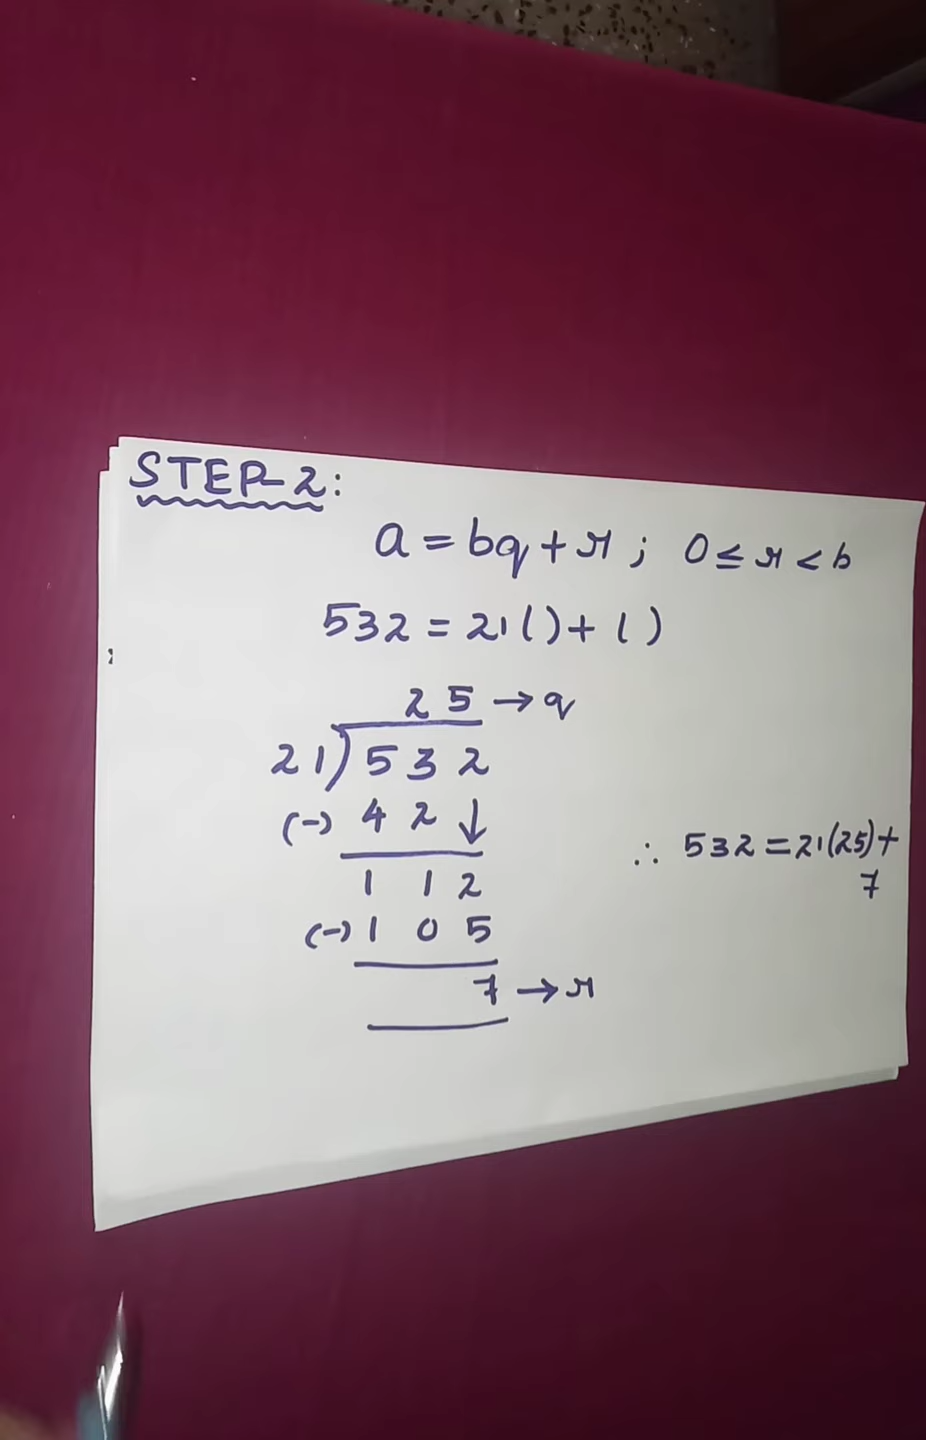 STEP-2:
a = bq + r ; 0 ≤ r < b
532 = 21( ) + ( )
25 → q
21)532
(-) 42↓
112
(-) 105
7 → r
∴ 532 = 21(25) +
7